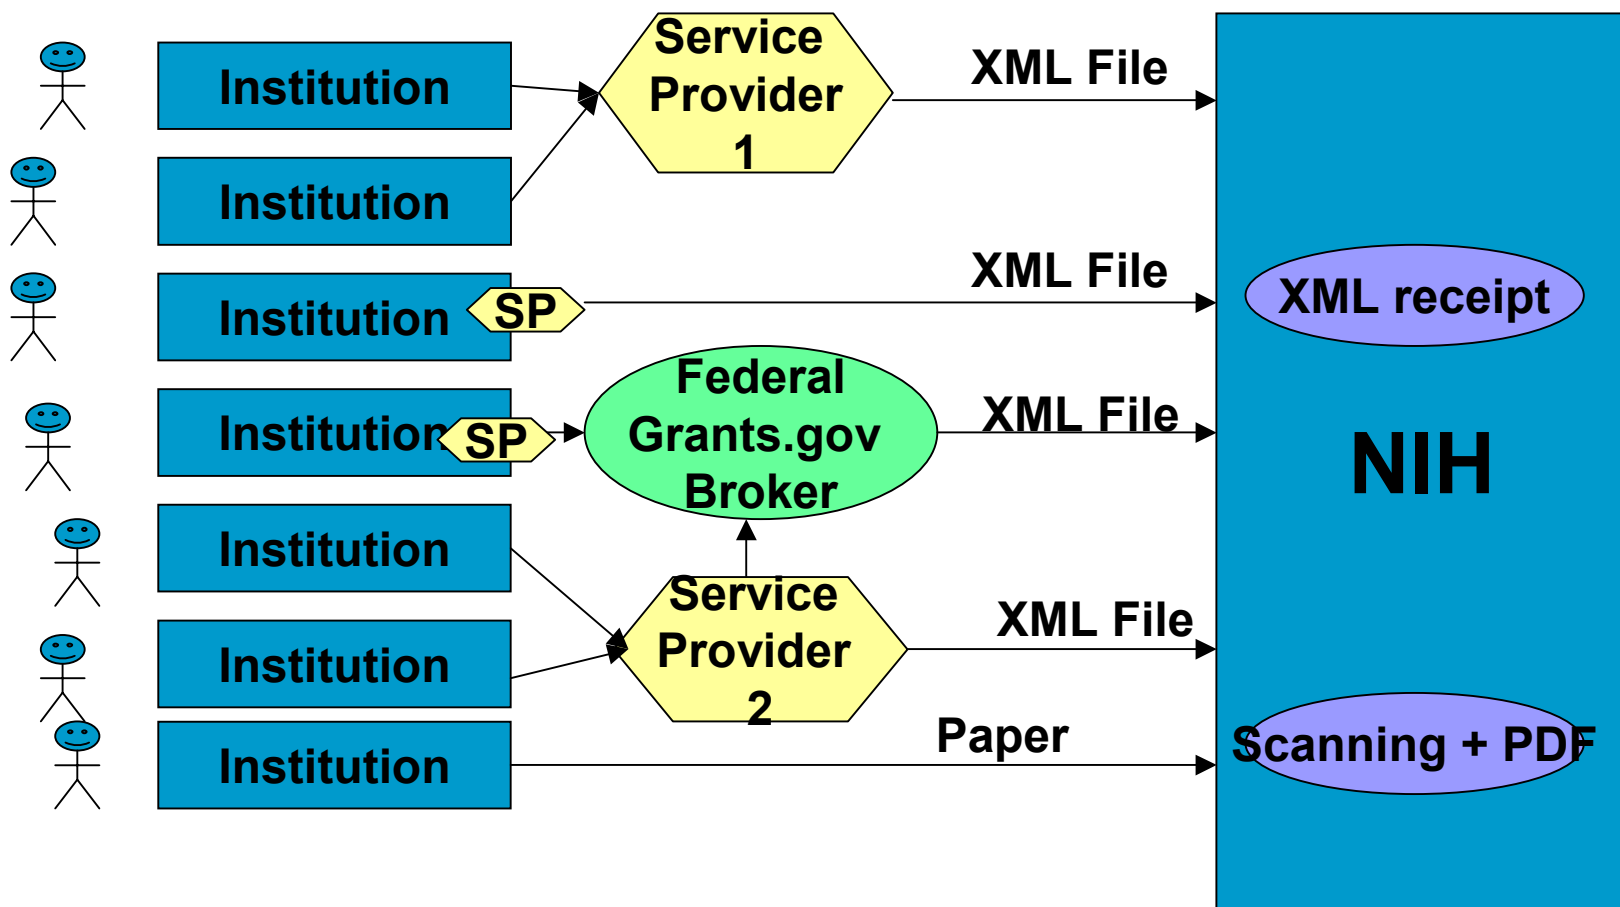 Institution
Service
Provider
1
XML File
Institution
Institution
SP
XML File
XML receipt
Institution
SP
Federal
Grants.gov
Broker
XML File
NIH
Institution
Institution
Service
Provider
2
XML File
Institution
Paper
Scanning + PDF